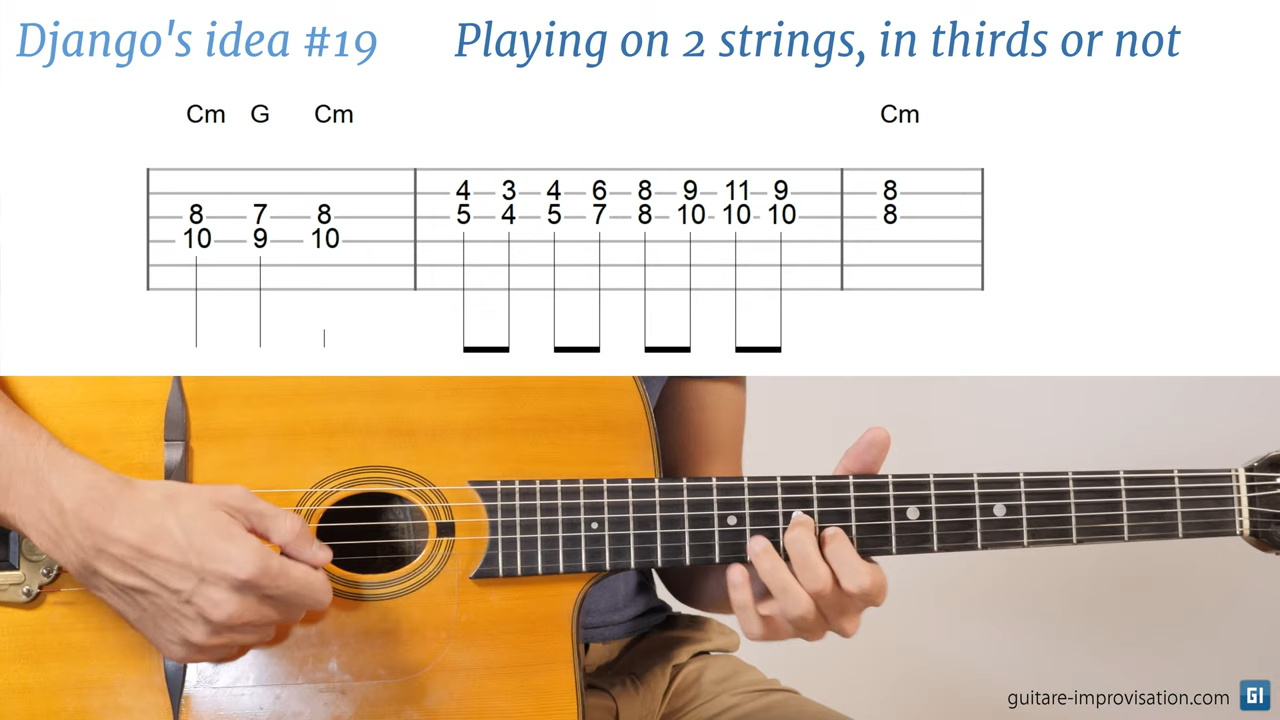 Django's idea #19 Playing on 2 strings, in thirds or not
Cm G Cm Cm
4 3 4 6 8 9 11 9 8
8 7 8 5 4 5 7 8 10 10 10 8
10 9 10
guitare-improvisation.com GI